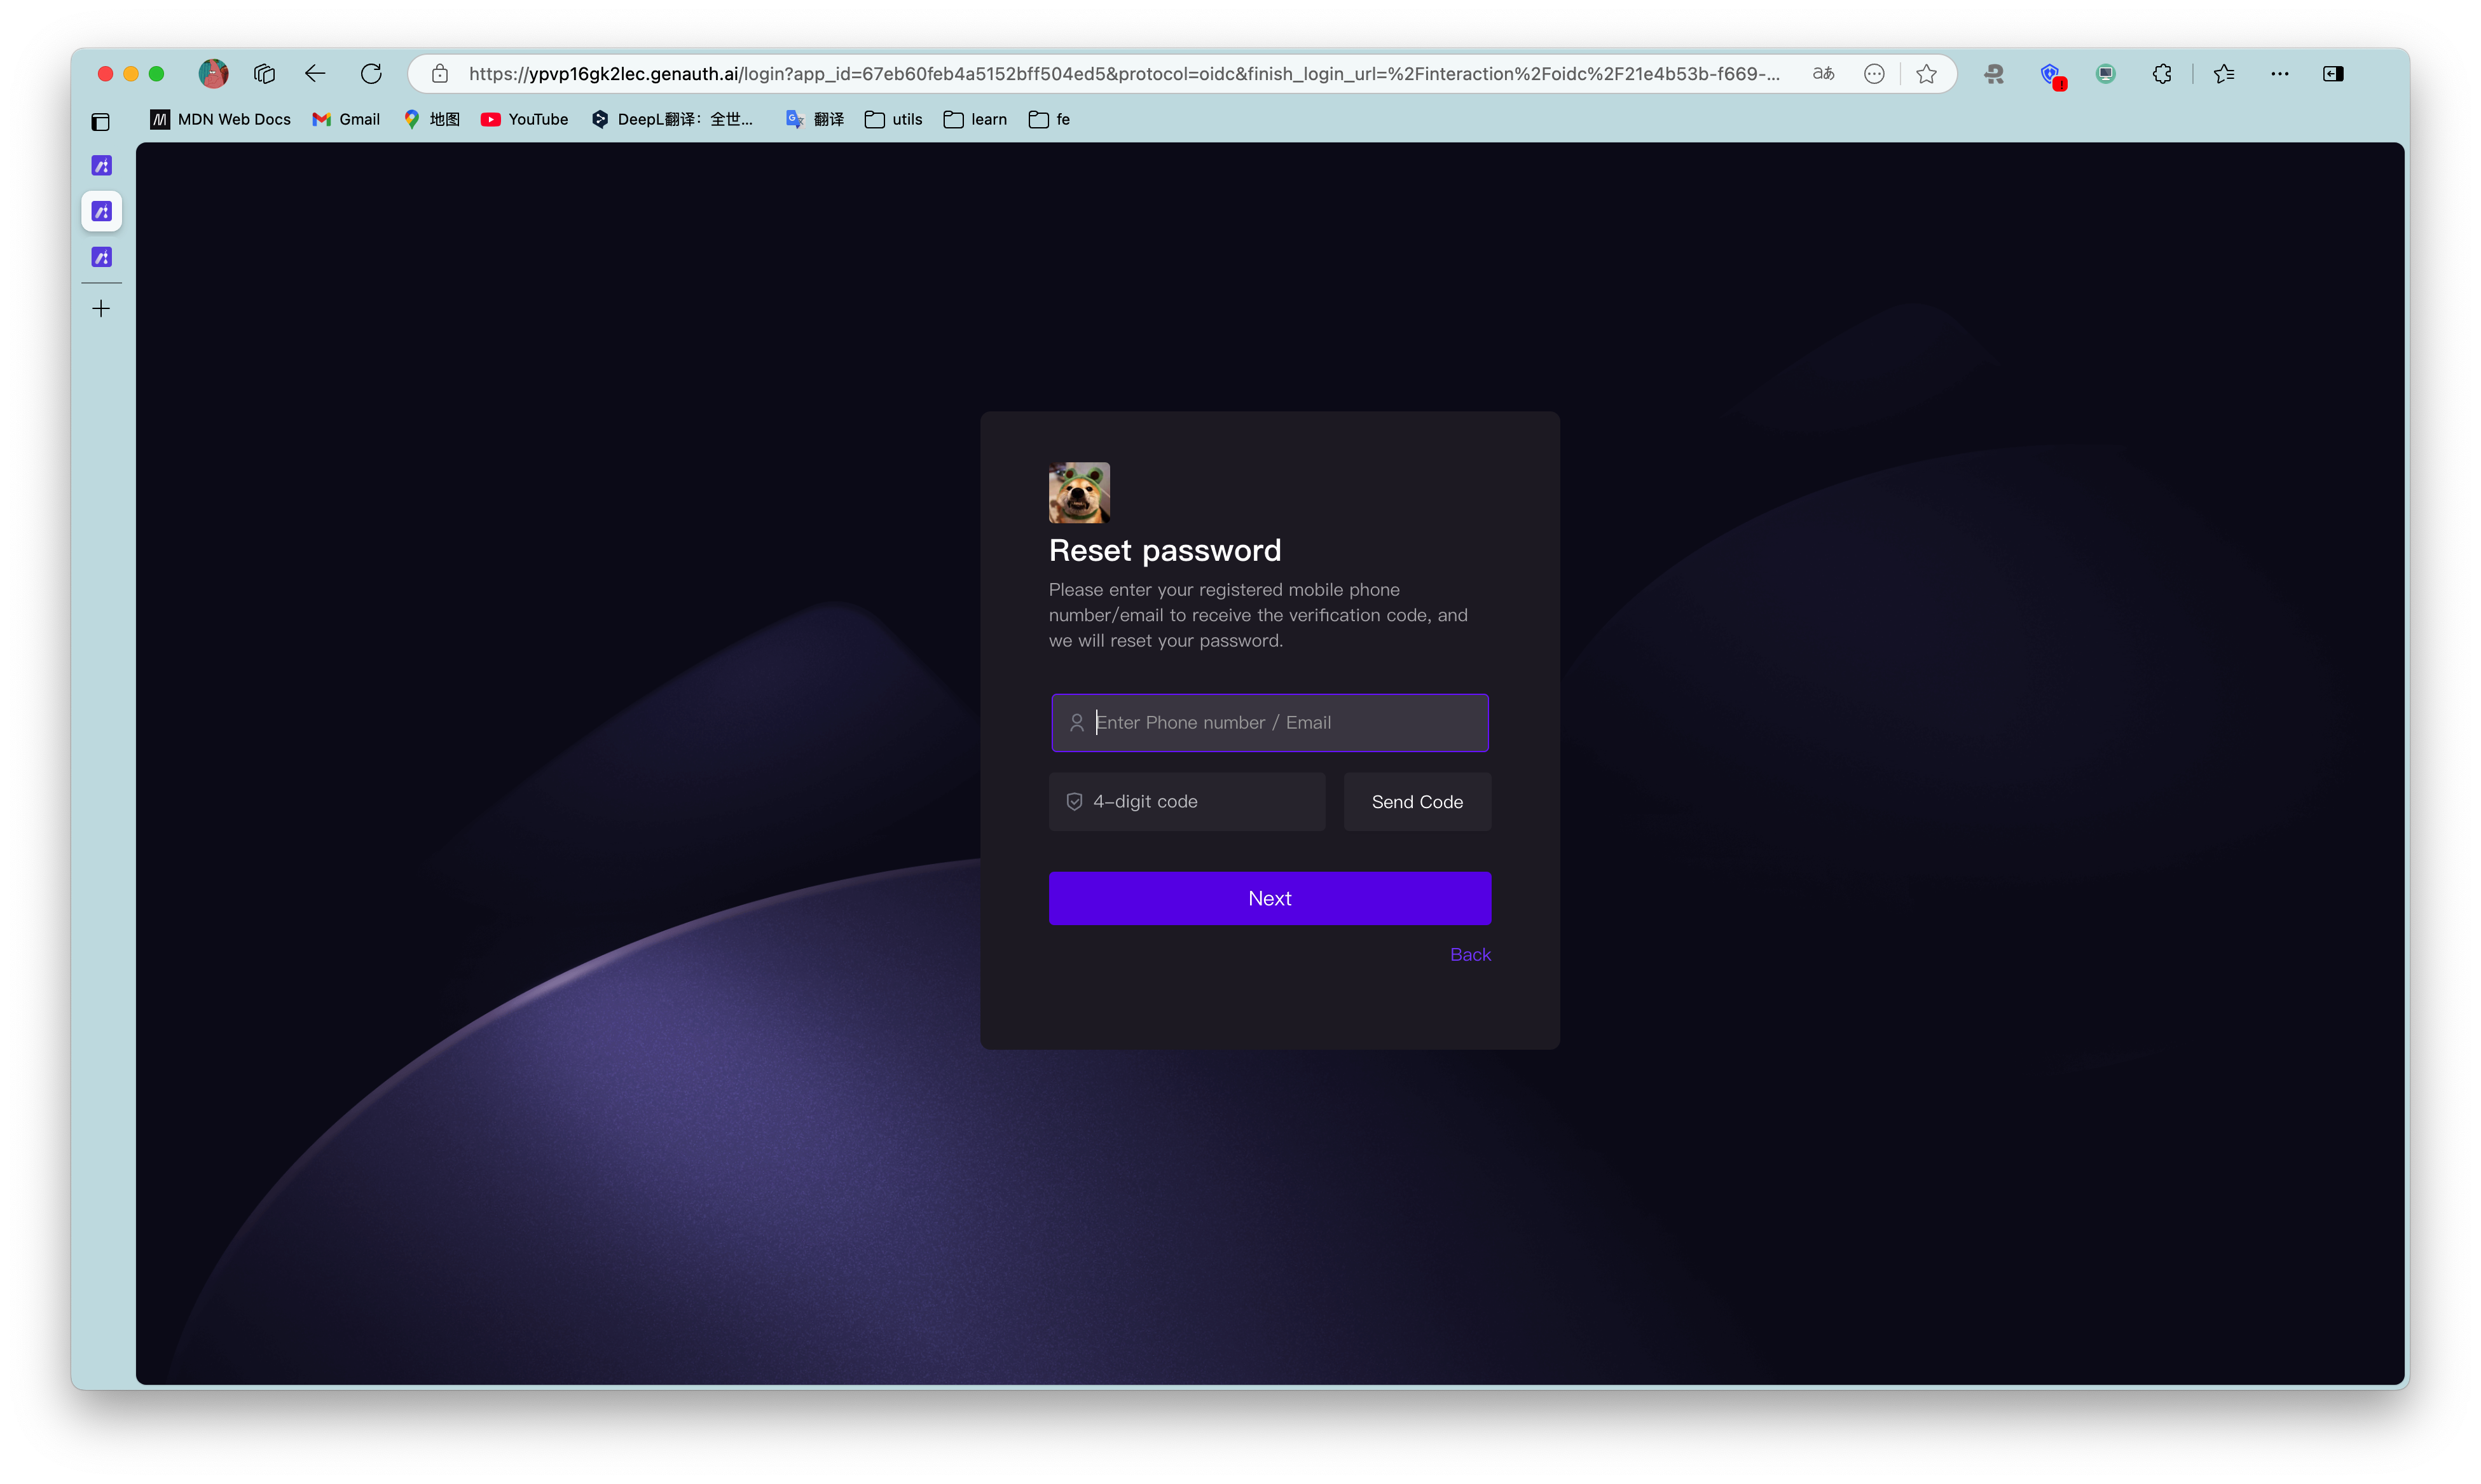 https://ypvp16gk2lec.genauth.ai/login?app_id=67eb60feb4a5152bff504ed5&protocol=oidc&finish_login_url=%2Finteraction%2Foidc%2F21e4b53b-f669-...
MDN Web Docs Gmail 地图 YouTube DeepL翻译：全世... 翻译 utils learn fe
Reset password
Please enter your registered mobile phone
number/email to receive the verification code, and
we will reset your password.
Enter Phone number / Email
4-digit code Send Code
Next
Back